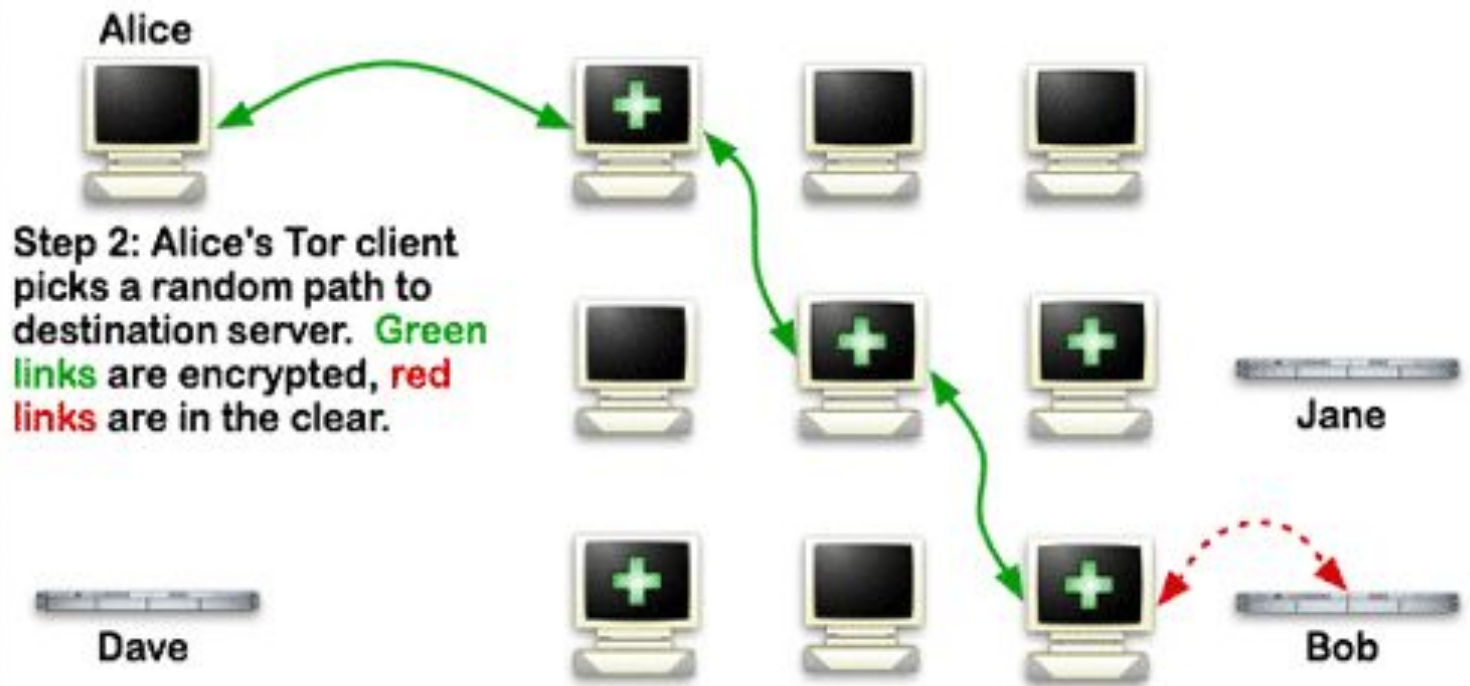 Alice
Step 2: Alice's Tor client
picks a random path to
destination server. Green
links are encrypted, red
links are in the clear.
Jane
Dave
Bob